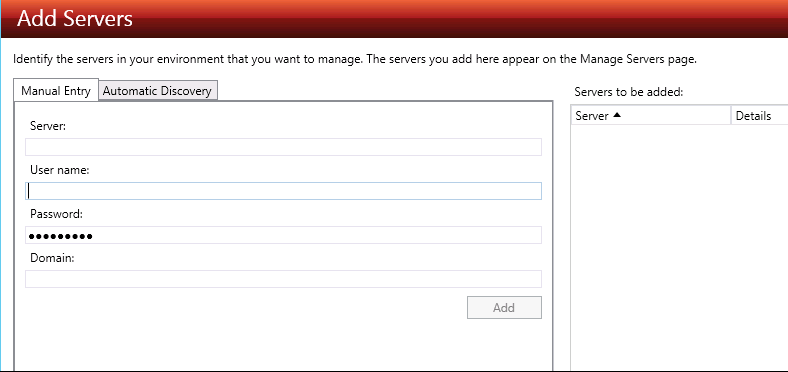 Add Servers
Identify the servers in your environment that you want to manage. The servers you add here appear on the Manage Servers page.
Manual Entry
Automatic Discovery
Server:
User name:
Password:
●●●●●●●●●
Domain:
Add
Servers to be added:
Server
Details